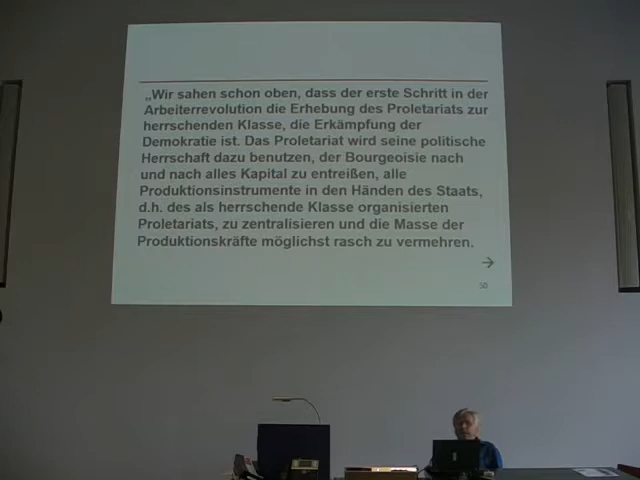 „Wir sahen schon oben, dass der erste Schritt in der
Arbeiterrevolution die Erhebung des Proletariats zur
herrschenden Klasse, die Erkämpfung der
Demokratie ist. Das Proletariat wird seine politische
Herrschaft dazu benutzen, der Bourgeoisie nach
und nach alles Kapital zu entreißen, alle
Produktionsinstrumente in den Händen des Staats,
d.h. des als herrschende Klasse organisierten
Proletariats, zu zentralisieren und die Masse der
Produktionskräfte möglichst rasch zu vermehren.
→
50